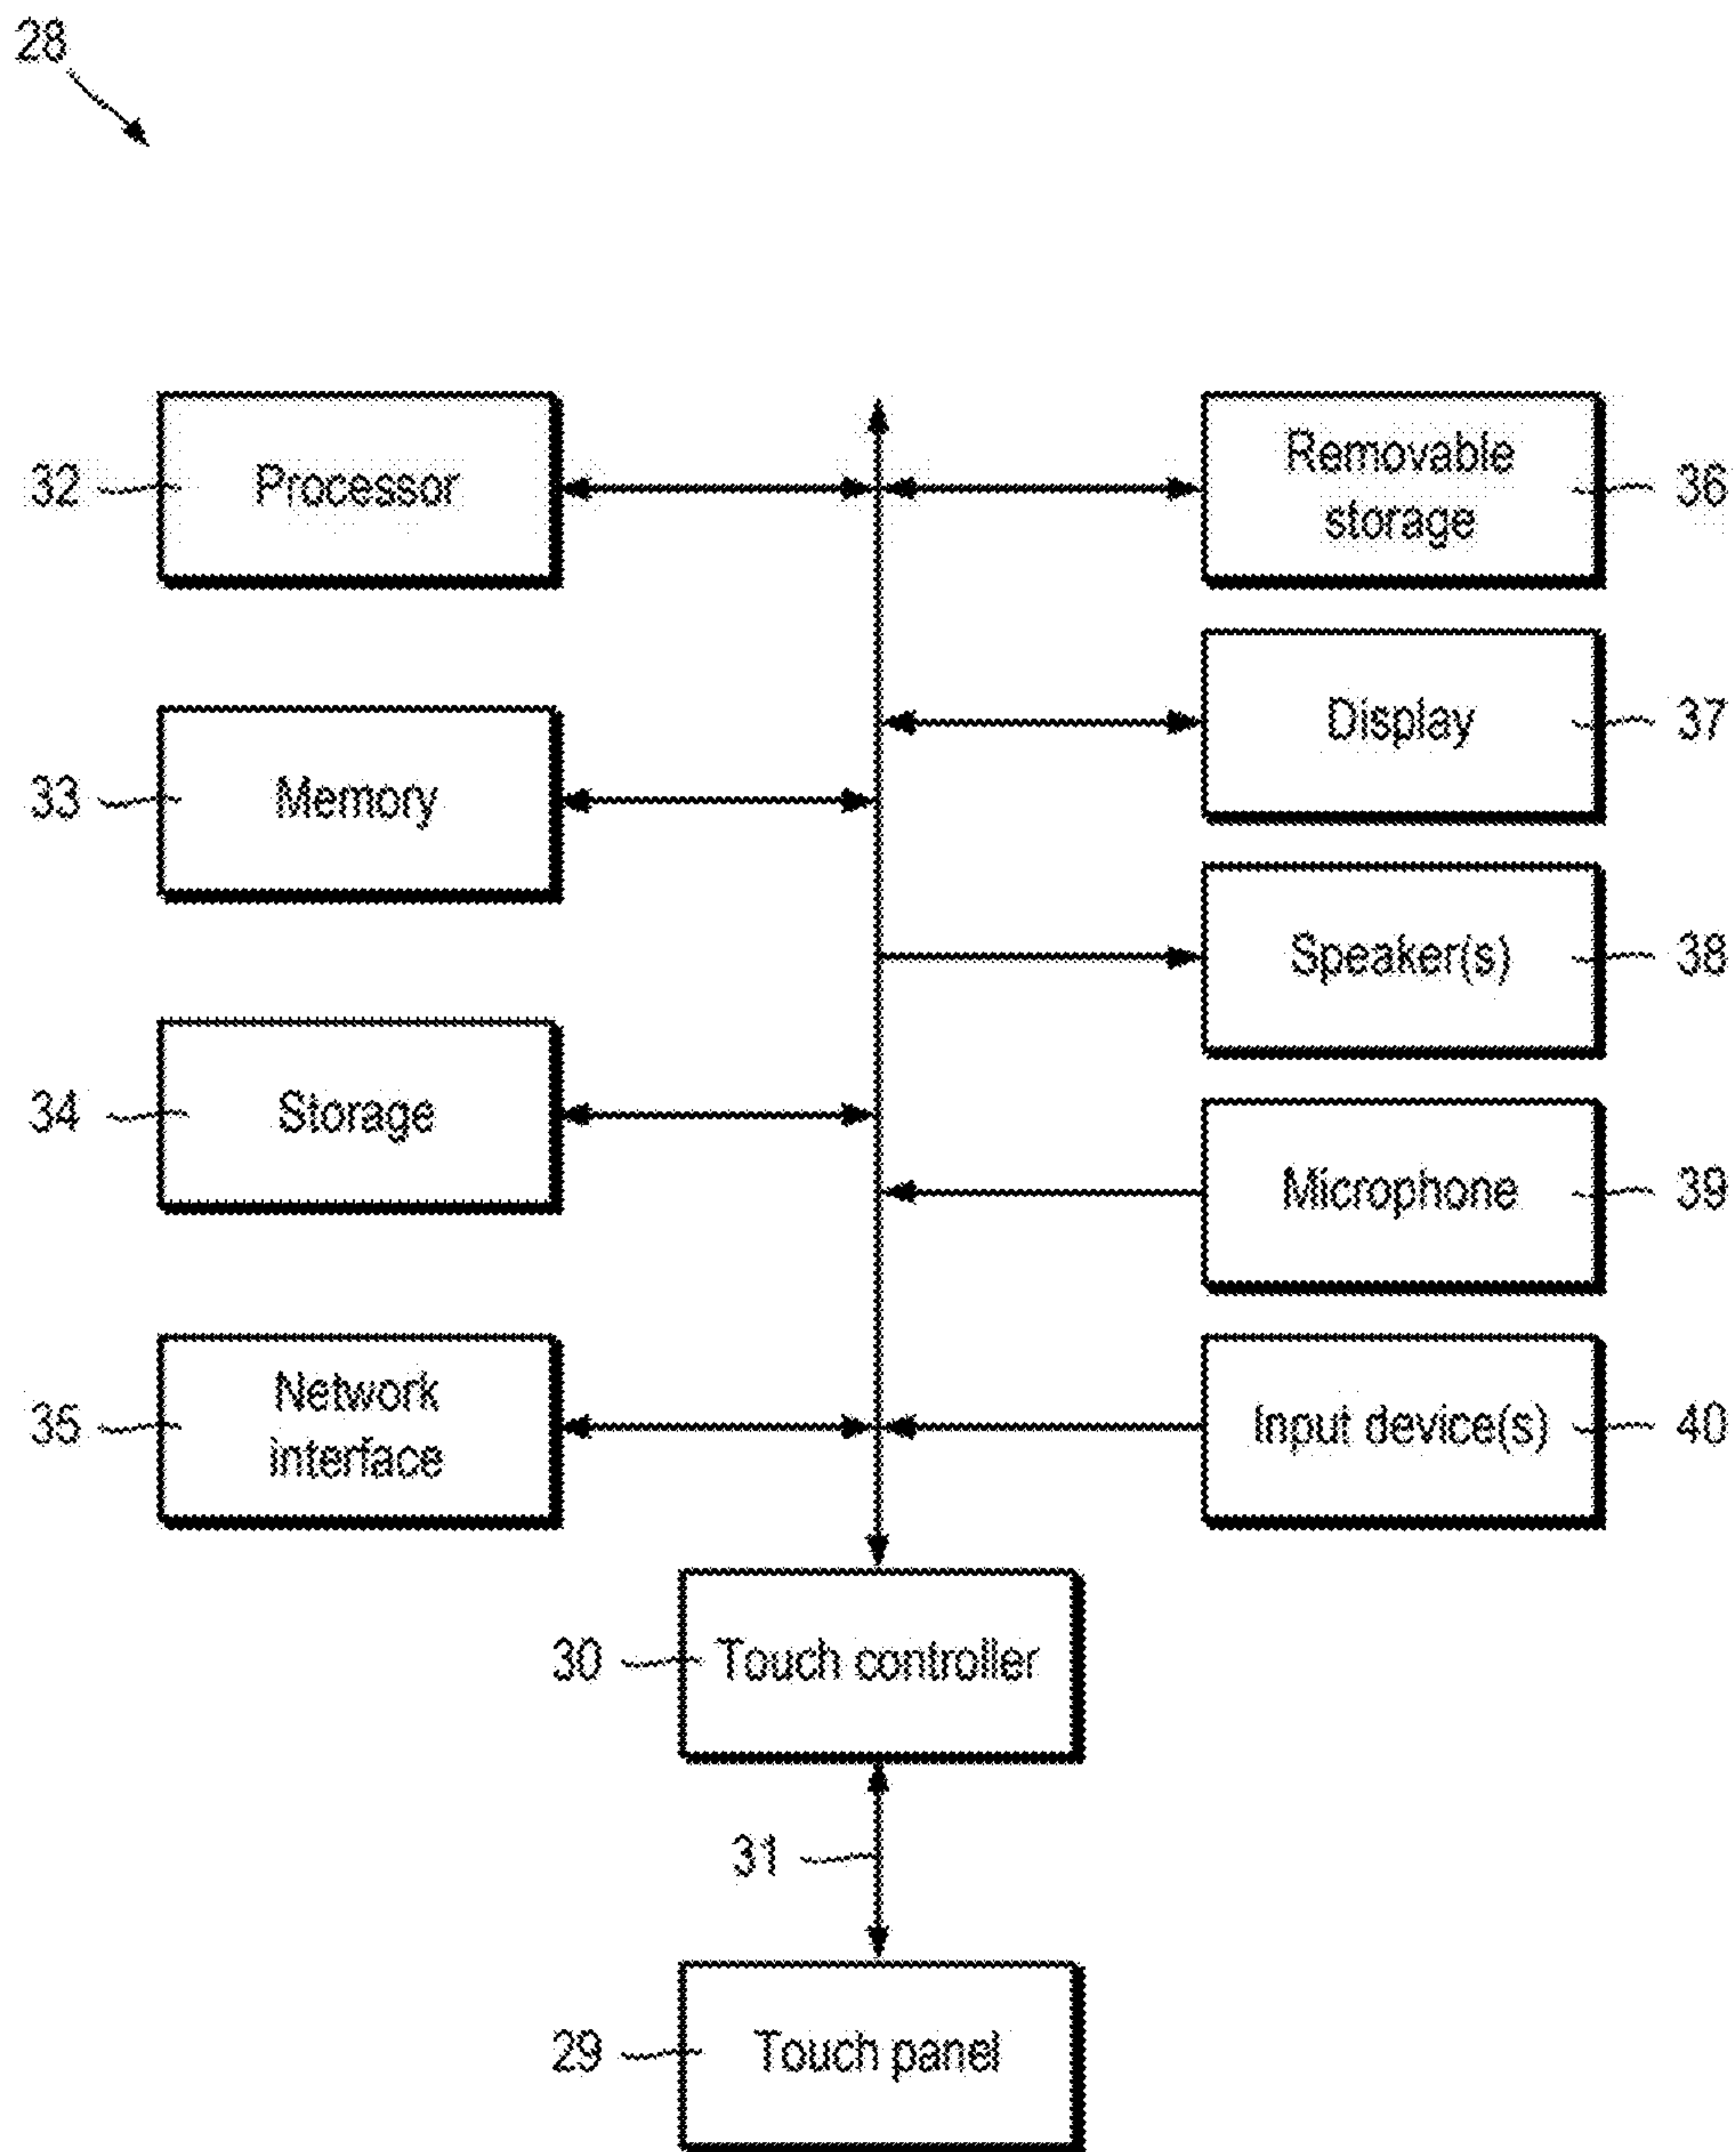 28
32
Processor
Removable
storage
36
33
Memory
Display
37
Speaker(s)
38
34
Storage
Microphone
39
35
Network
interface
Input device(s)
40
30
Touch controller
31
29
Touch panel